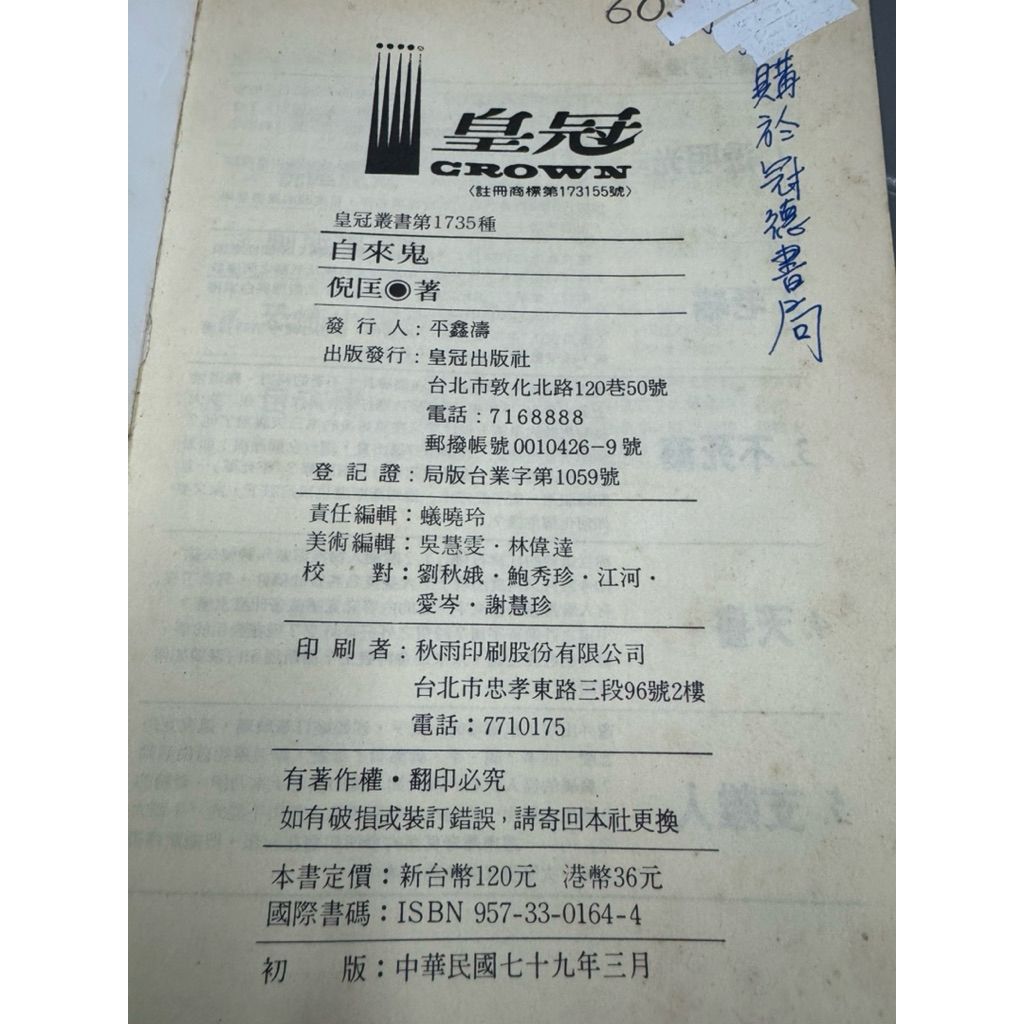 60.
購於冠德書局
皇冠
CROWN
〈註冊商標第173155號〉
皇冠叢書第1735種
自來鬼
倪匡◉著
發行人：平鑫濤
出版發行：皇冠出版社
台北市敦化北路120巷50號
電話：7168888
郵撥帳號0010426-9號
登記證：局版台業字第1059號
責任編輯：蟻曉玲
美術編輯：吳慧雯・林偉達
校　對：劉秋娥・鮑秀珍・江河・
愛岑・謝慧珍
印刷者：秋雨印刷股份有限公司
台北市忠孝東路三段96號2樓
電話：7710175
有著作權・翻印必究
如有破損或裝訂錯誤，請寄回本社更換
本書定價：新台幣120元　港幣36元
國際書碼：ISBN 957-33-0164-4
初　版：中華民國七十九年三月